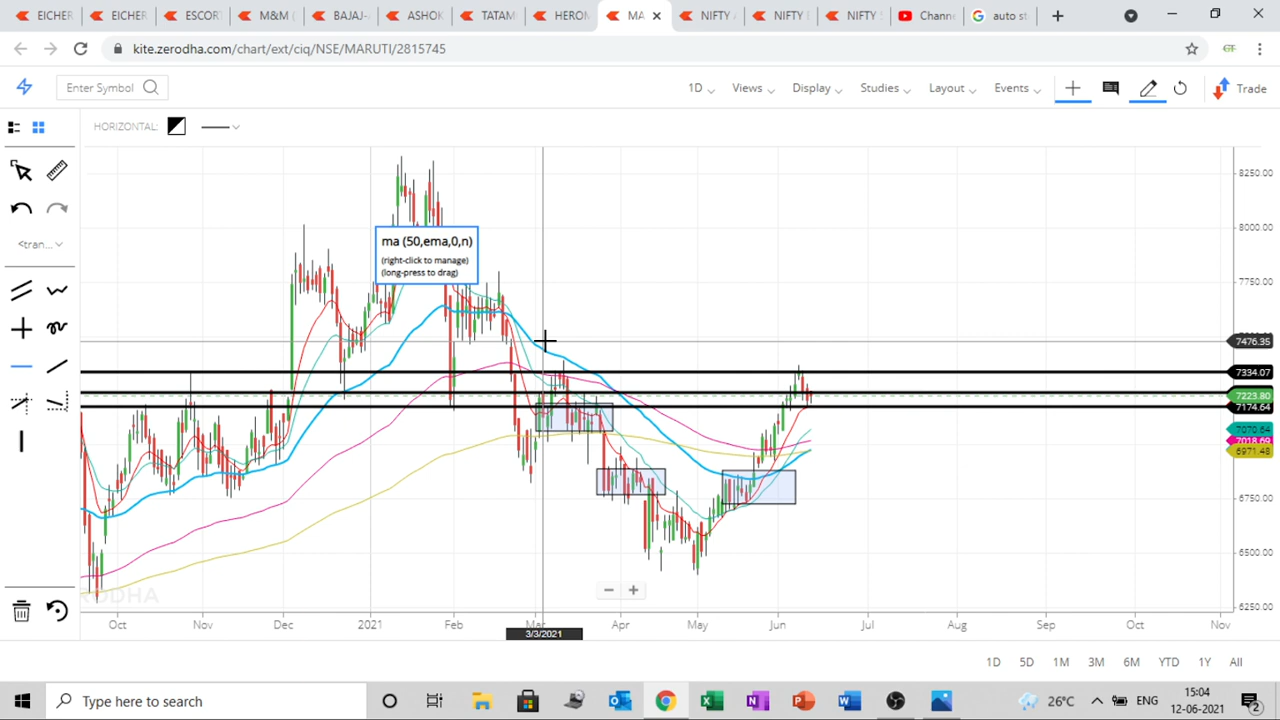 EICHER
EICHER
ESCORT
M&M (
BAJAJ-
ASHOK
TATAM
HEROM
MA
NIFTY
NIFTY
NIFTY
Chann
auto st
kite.zerodha.com/chart/ext/ciq/NSE/MARUTI/2815745
Enter Symbol
1D
Views
Display
Studies
Layout
Events
Trade
HORIZONTAL:
<tran...
ma (50,ema,0,n)
(right-click to manage)
(long-press to drag)
8250.00
8000.00
7750.00
7476.35
7334.07
7223.80
7174.64
7070.64
7018.69
6971.48
6750.00
6500.00
6250.00
Oct
Nov
Dec
2021
Feb
Mar
Apr
May
Jun
Jul
Aug
Sep
Oct
Nov
3/3/2021
1D
5D
1M
3M
6M
YTD
1Y
All
Type here to search
26°C
ENG
15:04
12-06-2021
2